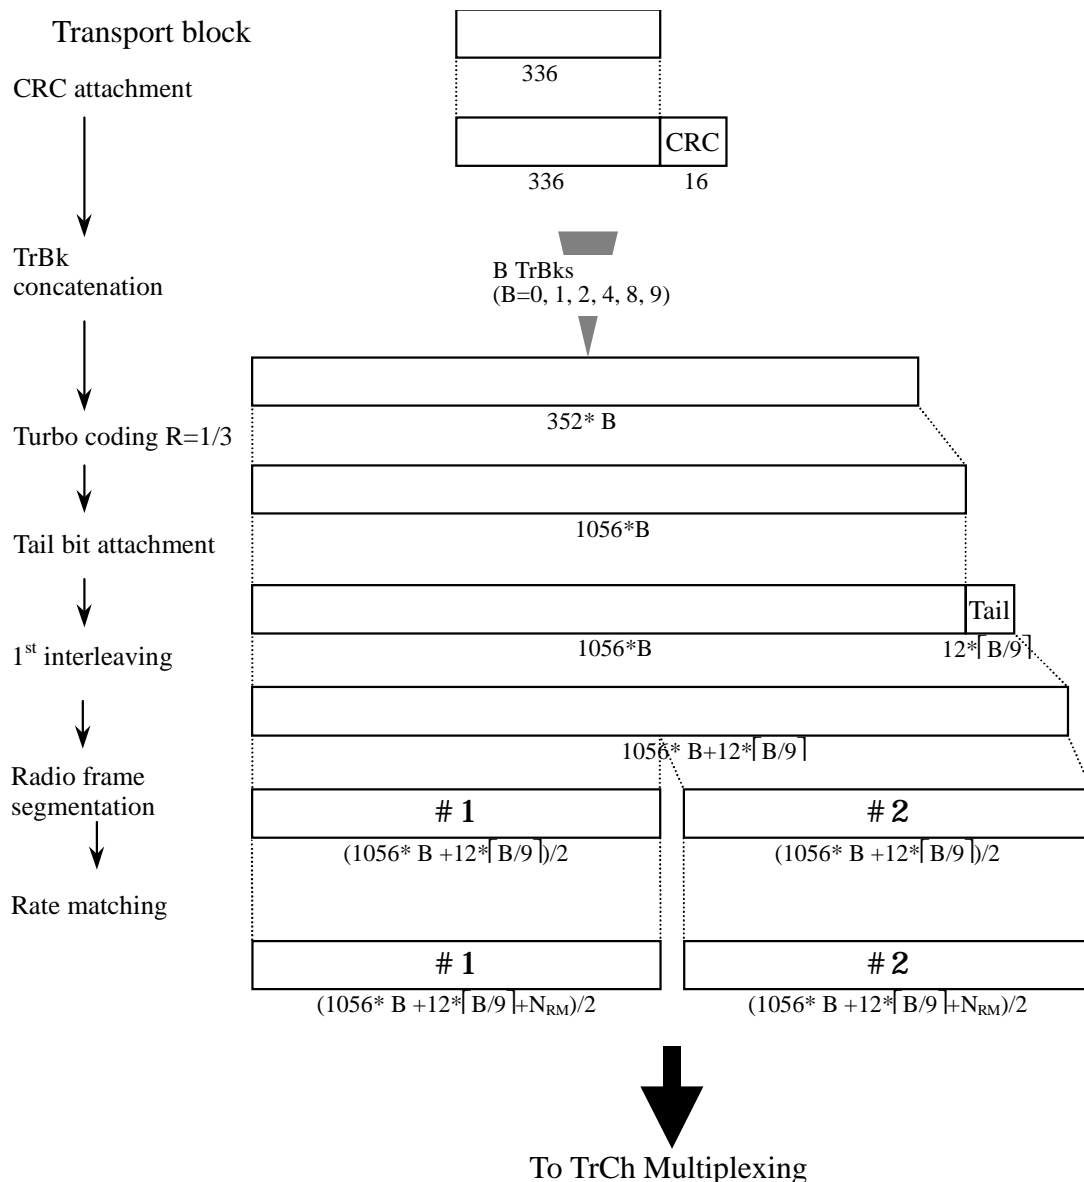 Transport block
336
CRC attachment
CRC
336 16
TrBk
concatenation
B TrBks
(B=0, 1, 2, 4, 8, 9)
352* B
Turbo coding R=1/3
1056*B
Tail bit attachment
Tail
1056*B 12*⌈B/9⌉
1st interleaving
1056* B+12*⌈B/9⌉
Radio frame
segmentation
#1 #2
(1056* B +12*⌈B/9⌉)/2 (1056* B +12*⌈B/9⌉)/2
Rate matching
#1 #2
(1056* B +12*⌈B/9⌉+NRM)/2 (1056* B +12*⌈B/9⌉+NRM)/2
To TrCh Multiplexing